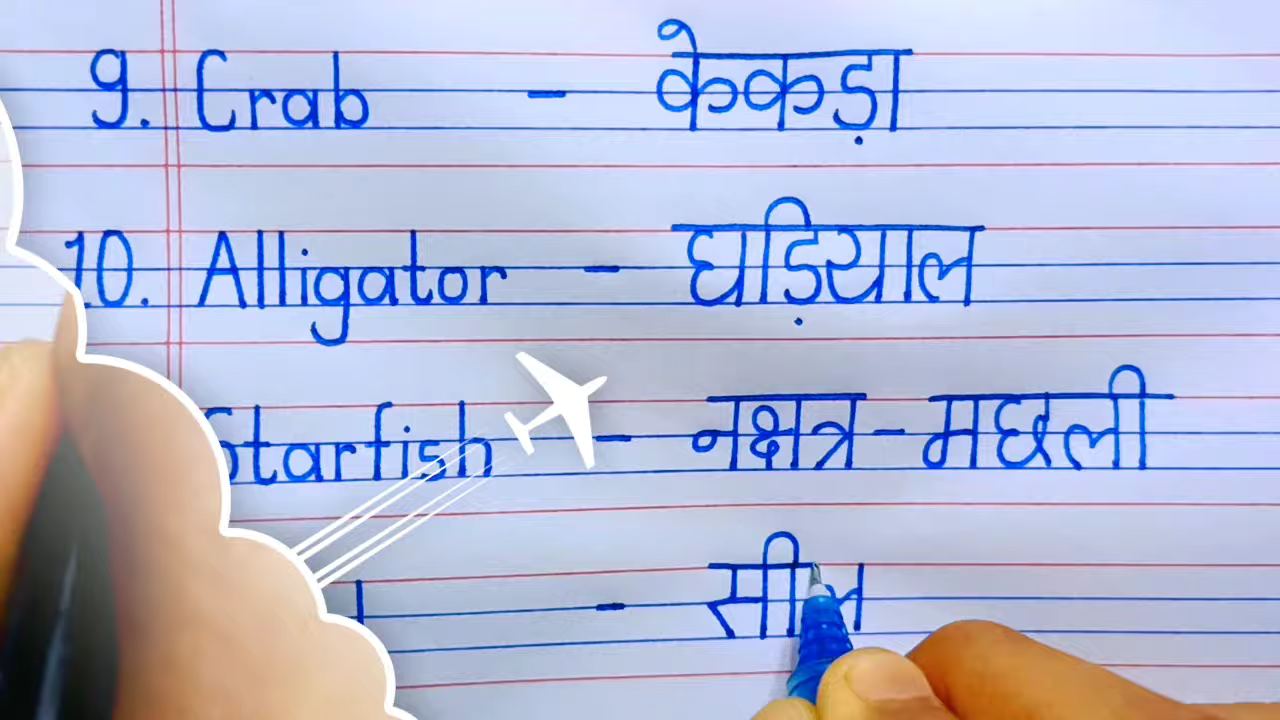 9. Crab - केकड़ा
10. Alligator - घड़ियाल
Starfish - नक्षत्र-मछली
- सील